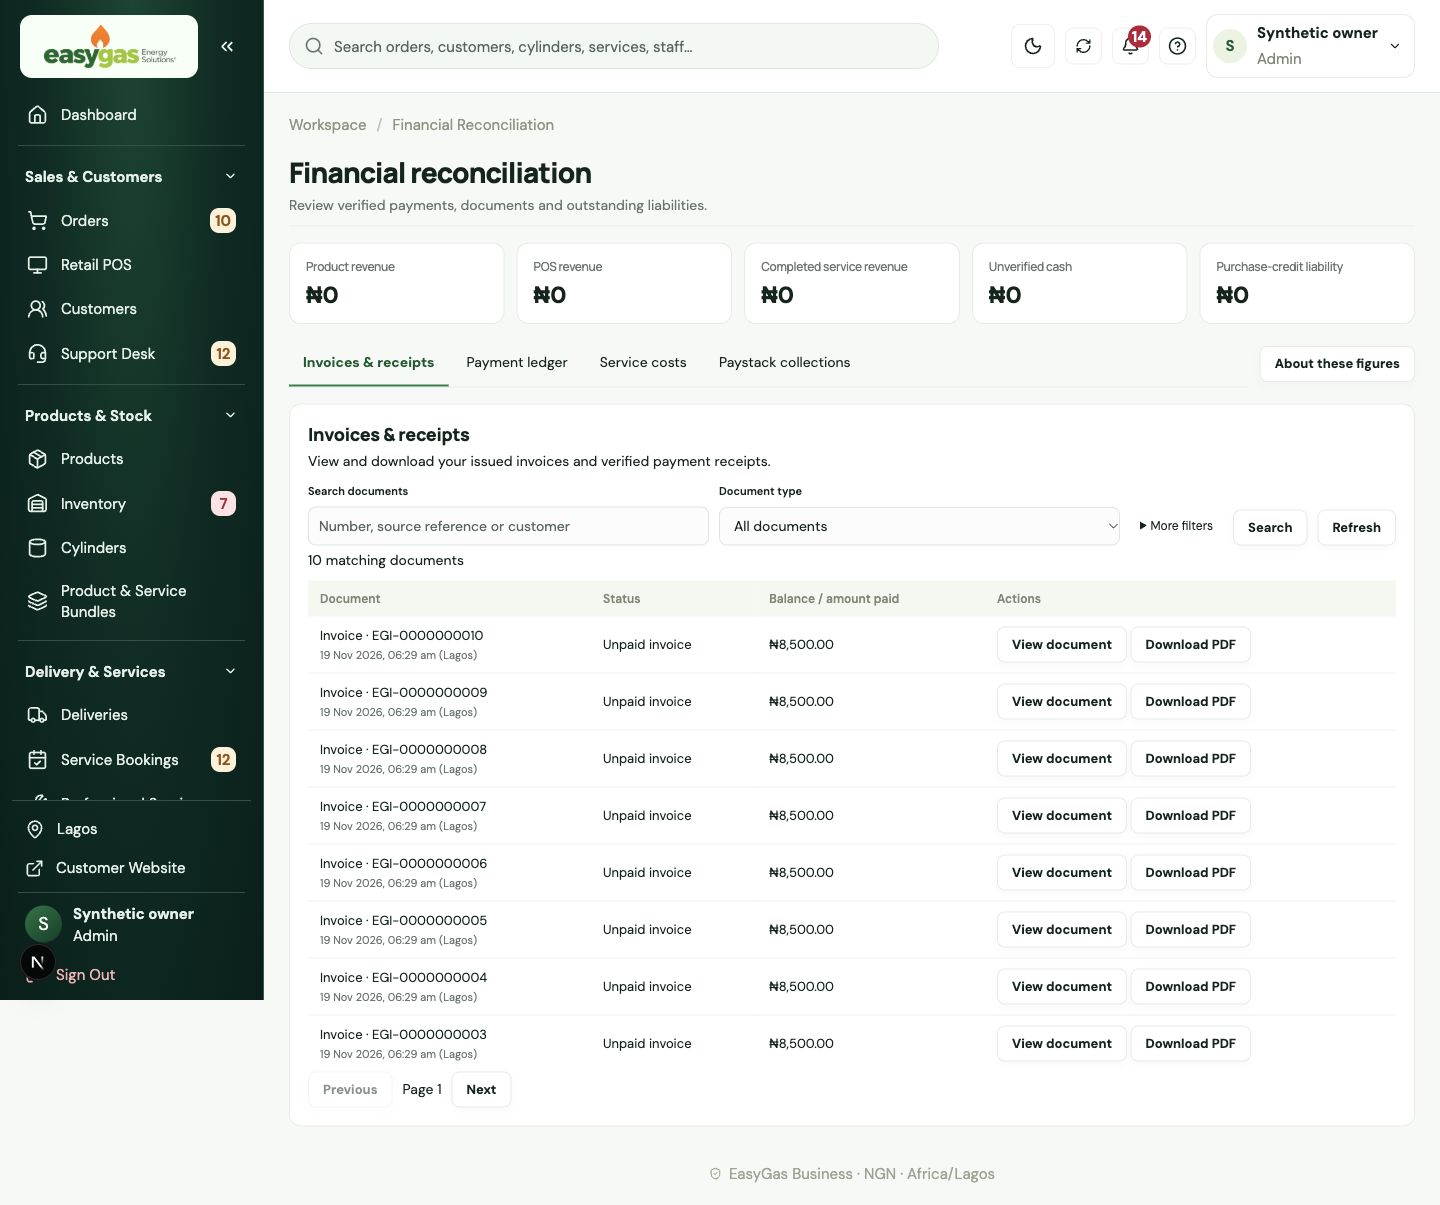 easygas Energy Solutions
Dashboard
Sales & Customers
Orders 10
Retail POS
Customers
Support Desk 12
Products & Stock
Products
Inventory 7
Cylinders
Product & Service
Bundles
Delivery & Services
Deliveries
Service Bookings 12
Lagos
Customer Website
S Synthetic owner
Admin
N
Sign Out
Search orders, customers, cylinders, services, staff...
14
S Synthetic owner
Admin
Workspace / Financial Reconciliation
Financial reconciliation
Review verified payments, documents and outstanding liabilities.
Product revenue
₦0
POS revenue
₦0
Completed service revenue
₦0
Unverified cash
₦0
Purchase-credit liability
₦0
Invoices & receipts Payment ledger Service costs Paystack collections About these figures
Invoices & receipts
View and download your issued invoices and verified payment receipts.
Search documents Document type
Number, source reference or customer All documents More filters Search Refresh
10 matching documents
Document Status Balance / amount paid Actions
Invoice · EGI-0000000010
19 Nov 2026, 06:29 am (Lagos)
Unpaid invoice ₦8,500.00 View document Download PDF
Invoice · EGI-0000000009
19 Nov 2026, 06:29 am (Lagos)
Unpaid invoice ₦8,500.00 View document Download PDF
Invoice · EGI-0000000008
19 Nov 2026, 06:29 am (Lagos)
Unpaid invoice ₦8,500.00 View document Download PDF
Invoice · EGI-0000000007
19 Nov 2026, 06:29 am (Lagos)
Unpaid invoice ₦8,500.00 View document Download PDF
Invoice · EGI-0000000006
19 Nov 2026, 06:29 am (Lagos)
Unpaid invoice ₦8,500.00 View document Download PDF
Invoice · EGI-0000000005
19 Nov 2026, 06:29 am (Lagos)
Unpaid invoice ₦8,500.00 View document Download PDF
Invoice · EGI-0000000004
19 Nov 2026, 06:29 am (Lagos)
Unpaid invoice ₦8,500.00 View document Download PDF
Invoice · EGI-0000000003
19 Nov 2026, 06:29 am (Lagos)
Unpaid invoice ₦8,500.00 View document Download PDF
Previous Page 1 Next
EasyGas Business · NGN · Africa/Lagos